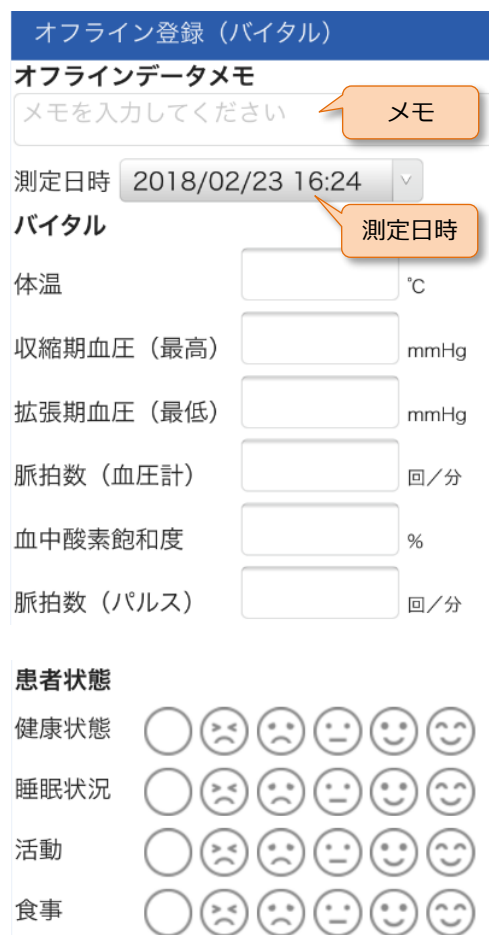 オフライン登録（バイタル）
オフラインデータメモ
メモを入力してください
メモ
測定日時 2018/02/23 16:24
測定日時
バイタル
体温 ℃
収縮期血圧（最高） mmHg
拡張期血圧（最低） mmHg
脈拍数（血圧計） 回／分
血中酸素飽和度 %
脈拍数（パルス） 回／分
患者状態
健康状態
睡眠状況
活動
食事